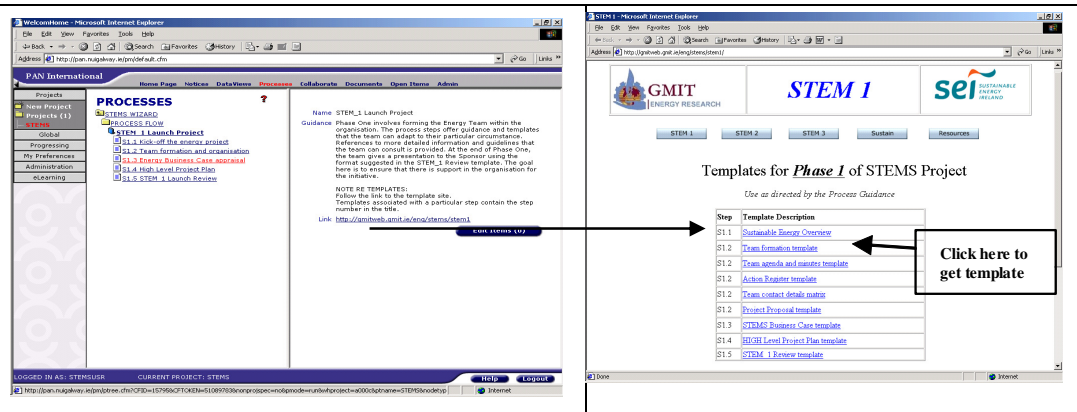 WelcomHome - Microsoft Internet Explorer
File Edit View Favorites Tools Help
Back Search Favorites History
Address http://pan.nuigalway.ie/pm/default.cfm Go Links »
PAN International
Home Page Notices DataViews Processes Collaborate Documents Open Items Admin
Projects
New Project
Projects (1)
STEMS
Global
Progressing
My Preferences
Administration
eLearning
PROCESSES ?
STEMS WIZARD
PROCESS FLOW
STEM_1 Launch Project
S1.1 Kick-off the energy project
S1.2 Team formation and organisation
S1.3 Energy Business Case appraisal
S1.4 High Level Project Plan
S1.5 STEM_1 Launch Review
Name STEM_1 Launch Project
Guidance Phase One involves forming the Energy Team within the
organisation. The process steps offer guidance and templates
that the team can adapt to their particular circumstance.
References to more detailed information and guidelines that
the team can consult is provided. At the end of Phase One,
the team gives a presentation to the Sponsor using the
format suggested in the STEM_1 Review template. The goal
here is to ensure that there is support in the organisation for
the initiative.
NOTE RE TEMPLATES:
Follow the link to the template site.
Templates associated with a particular step contain the step
number in the title.
Link http://gmitweb.gmit.ie/eng/stems/stem1
Edit Items (0)
LOGGED IN AS: STEMSUSR CURRENT PROJECT: STEMS
Help Logout
Internet
STEM 1 - Microsoft Internet Explorer
File Edit View Favorites Tools Help
Back Search Favorites History
Address http://gmitweb.gmit.ie/eng/stems/stem1/ Go Links »
GMIT
ENERGY RESEARCH
STEM 1
sei SUSTAINABLE
ENERGY
IRELAND
STEM 1 STEM 2 STEM 3 Sustain Resources
Templates for Phase 1 of STEMS Project
Use as directed by the Process Guidance
Step Template Description
S1.1 Sustainable Energy Overview
S1.2 Team formation template
S1.2 Team agenda and minutes template
S1.2 Action Register template
S1.2 Team contact details matrix
S1.2 Project Proposal template
S1.3 STEMS Business Case template
S1.4 HIGH Level Project Plan template
S1.5 STEM_1 Review template
Click here to
get template
Done
Internet